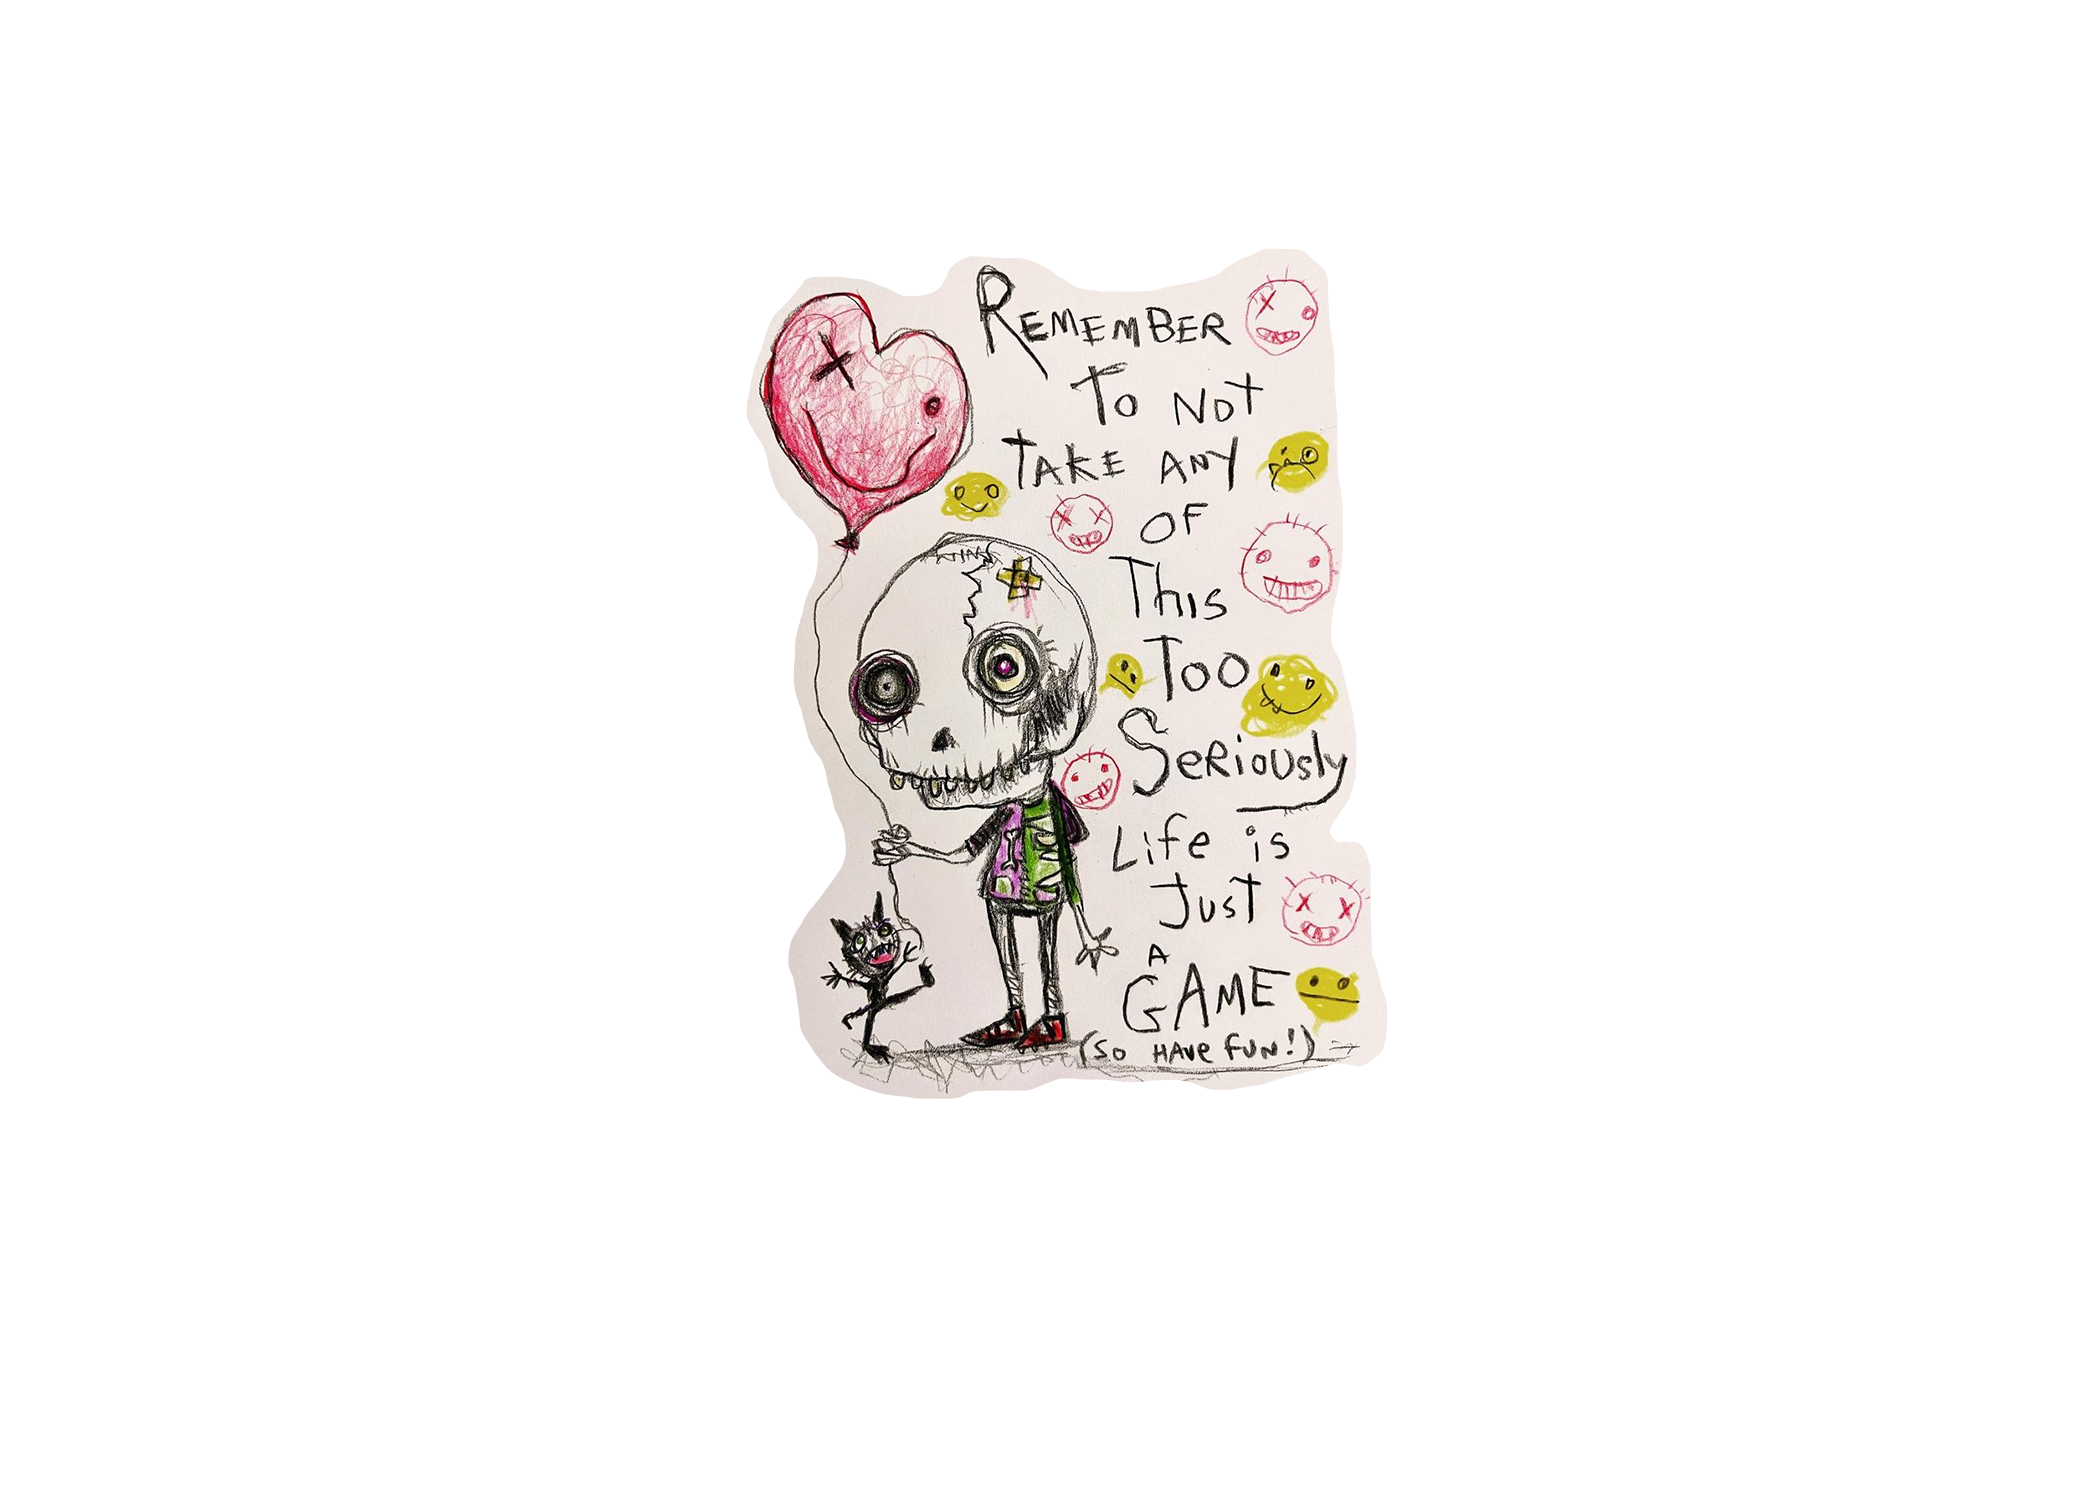 REMEMBER
To NOT
TAKE ANY
OF
This
Too
SeRiously
Life is
Just
A
GAME
(SO HAVe FUN!)